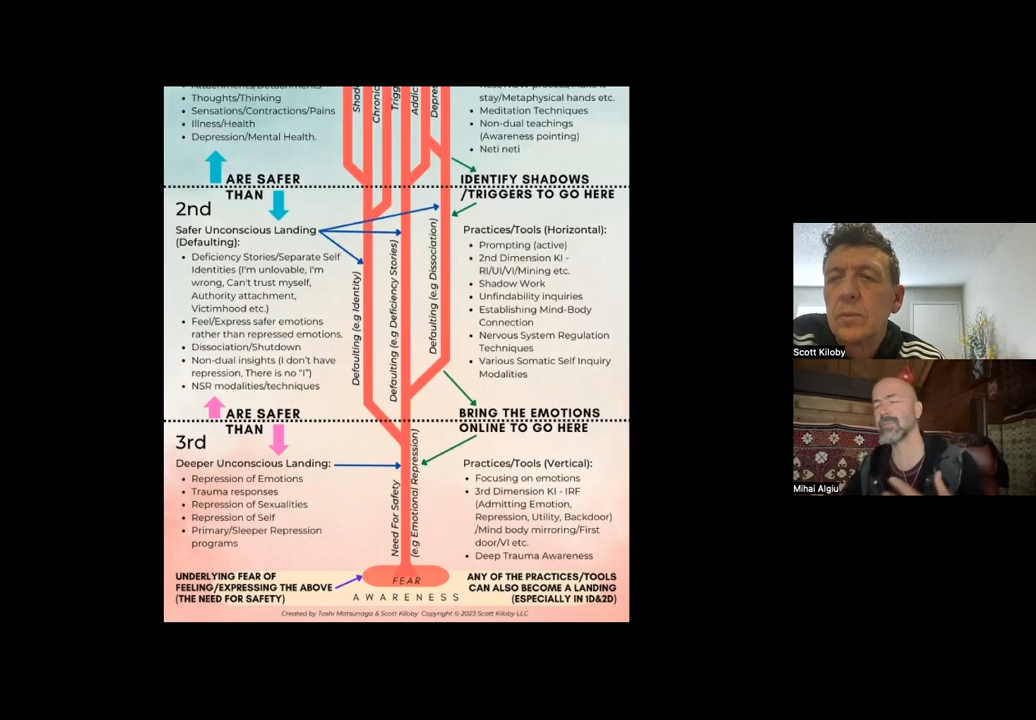 Attachments/Detachments
• Thoughts/Thinking
• Sensations/Contractions/Pains
• Illness/Health
• Depression/Mental Health.
Chronic
stay/Metaphysical hands etc.
• Meditation Techniques
• Non-dual teachings
(Awareness pointing)
• Neti neti
ARE SAFER
THAN
IDENTIFY SHADOWS
/TRIGGERS TO GO HERE
2nd
Safer Unconscious Landing
(Defaulting):
• Deficiency Stories/Separate Self
Identities (I'm unlovable, I'm
wrong, Can't trust myself,
Authority attachment,
Victimhood etc.)
• Feel/Express safer emotions
rather than repressed emotions.
• Dissociation/Shutdown
• Non-dual insights (I don't have
repression, There is no "I")
• NSR modalities/techniques
Defaulting (e.g Identity)
Defaulting (e.g Deficiency Stories)
Defaulting (e.g Dissociation)
Practices/Tools (Horizontal):
• Prompting (active)
• 2nd Dimension KI -
RI/UI/VI/Mining etc.
• Shadow Work
• Unfindability inquiries
• Establishing Mind-Body
Connection
• Nervous System Regulation
Techniques
• Various Somatic Self Inquiry
Modalities
ARE SAFER
THAN
BRING THE EMOTIONS
ONLINE TO GO HERE
3rd
Deeper Unconscious Landing:
• Repression of Emotions
• Trauma responses
• Repression of Sexualities
• Repression of Self
• Primary/Sleeper Repression
programs
Need For Safety
(e.g Emotional Repression)
Practices/Tools (Vertical):
• Focusing on emotions
• 3rd Dimension KI - IRF
(Admitting Emotion,
Repression, Utility, Backdoor)
/Mind body mirroring/First
door/VI etc.
• Deep Trauma Awareness
UNDERLYING FEAR OF
FEELING/EXPRESSING THE ABOVE
(THE NEED FOR SAFETY)
FEAR
AWARENESS
ANY OF THE PRACTICES/TOOLS
CAN ALSO BECOME A LANDING
(ESPECIALLY IN 1D&2D)
Created by Toshi Matsunaga & Scott Kiloby Copyright © 2023 Scott Kiloby LLC
Scott Kiloby
Mihai Algiu